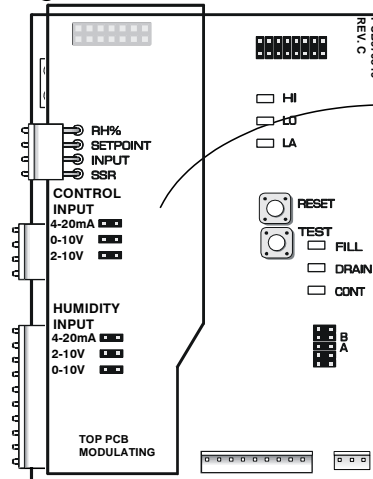 REV. C
HI
LO
LA
RH%
SETPOINT
INPUT
SSR
CONTROL
INPUT
4-20mA
0-10V
2-10V
RESET
TEST
FILL
DRAIN
CONT
HUMIDITY
INPUT
4-20mA
2-10V
0-10V
B
A
TOP PCB
MODULATING